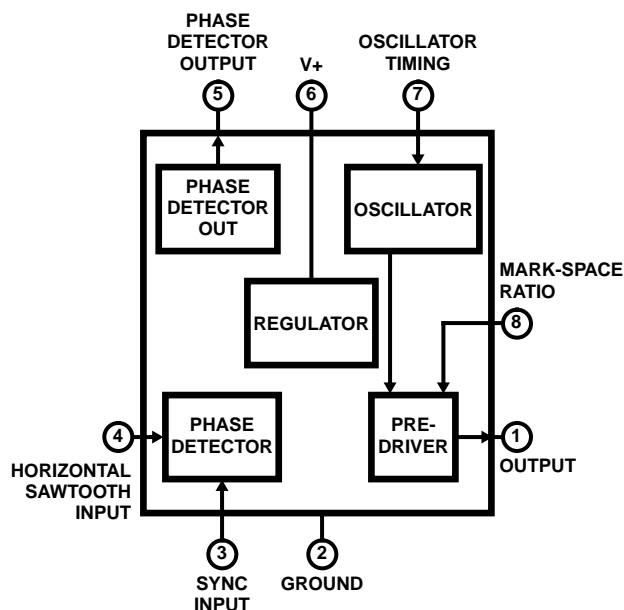 PHASE
DETECTOR
OUTPUT
V+
OSCILLATOR
TIMING
5
6
7
PHASE
DETECTOR
OUT
OSCILLATOR
REGULATOR
MARK-SPACE
RATIO
8
PHASE
DETECTOR
PRE-
DRIVER
4
1
HORIZONTAL
SAWTOOTH
INPUT
OUTPUT
3
2
SYNC
INPUT
GROUND